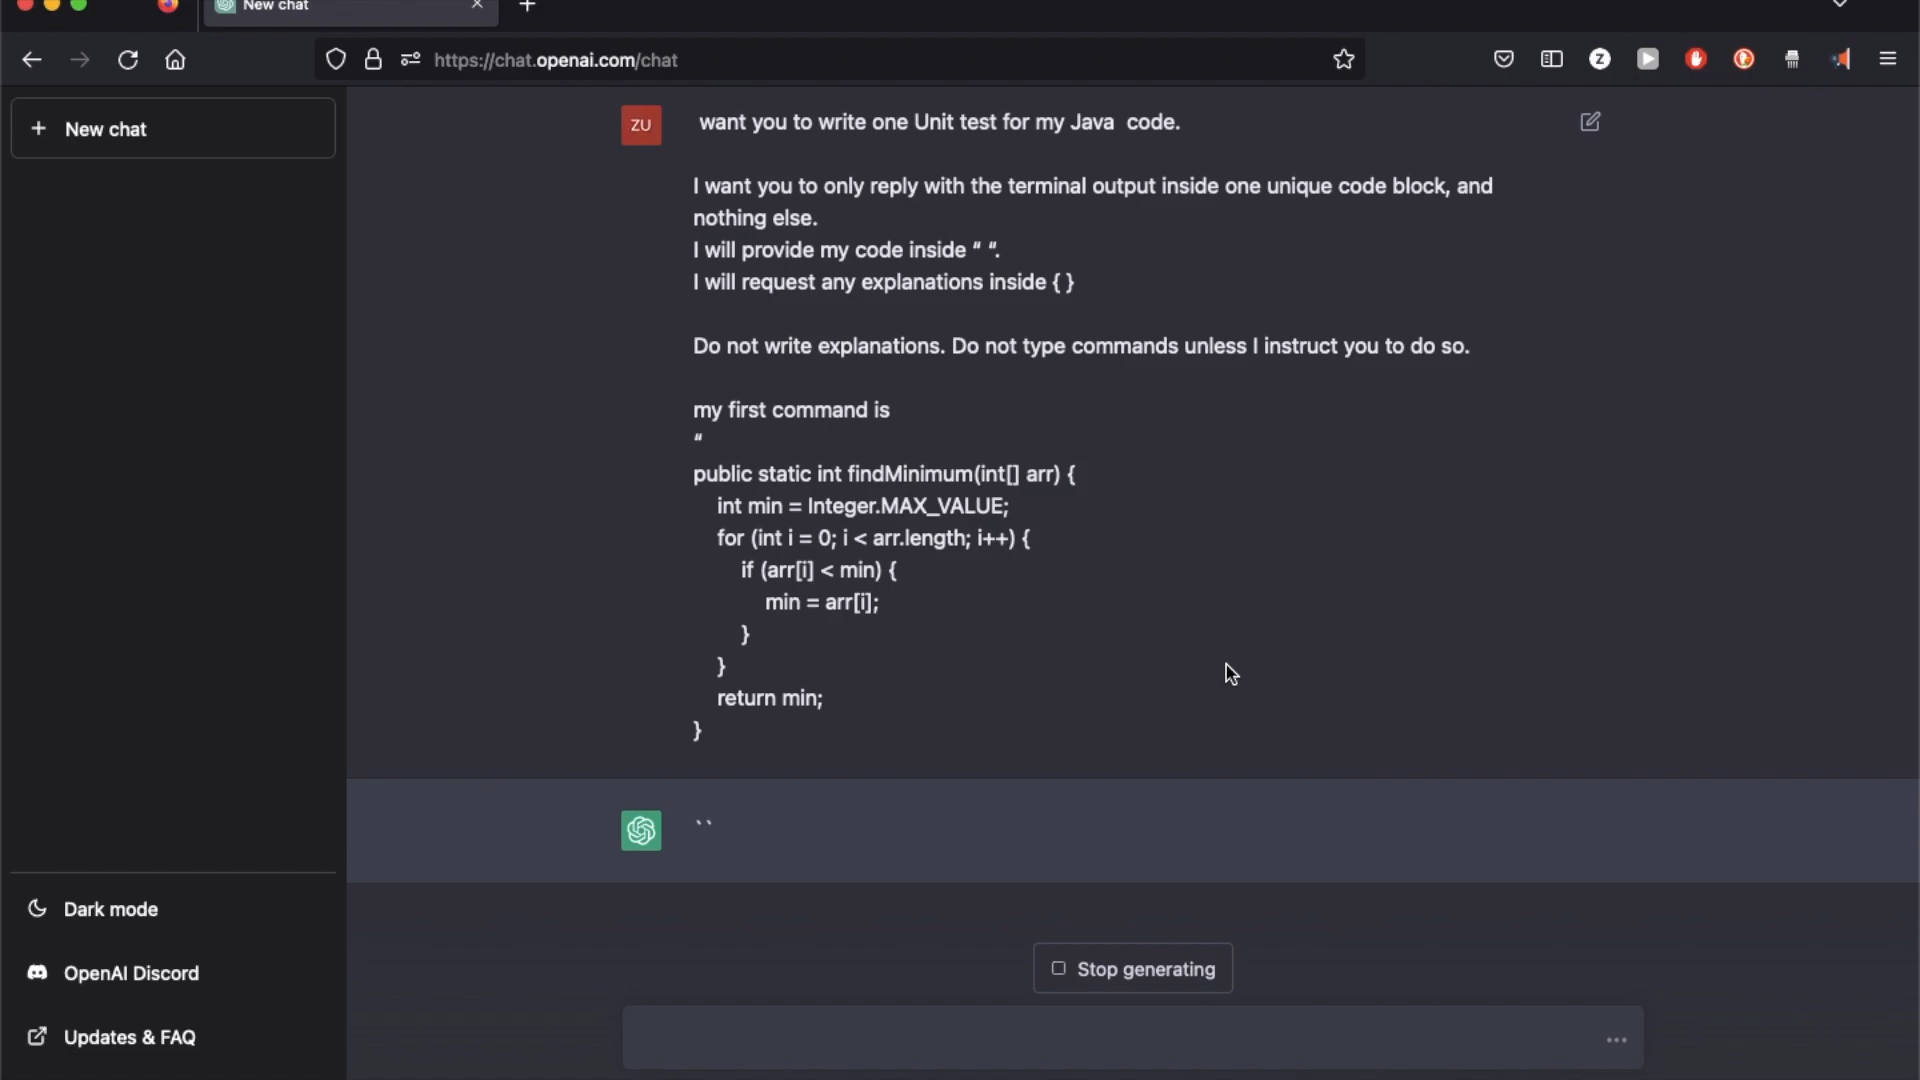 New chat
https://chat.openai.com/chat
Z
New chat
ZU
want you to write one Unit test for my Java  code.
I want you to only reply with the terminal output inside one unique code block, and
nothing else.
I will provide my code inside “ “.
I will request any explanations inside { }
Do not write explanations. Do not type commands unless I instruct you to do so.
my first command is
“
public static int findMinimum(int[] arr) {
int min = Integer.MAX_VALUE;
for (int i = 0; i < arr.length; i++) {
if (arr[i] < min) {
min = arr[i];
}
}
return min;
}
``
Dark mode
OpenAI Discord
Updates & FAQ
Stop generating